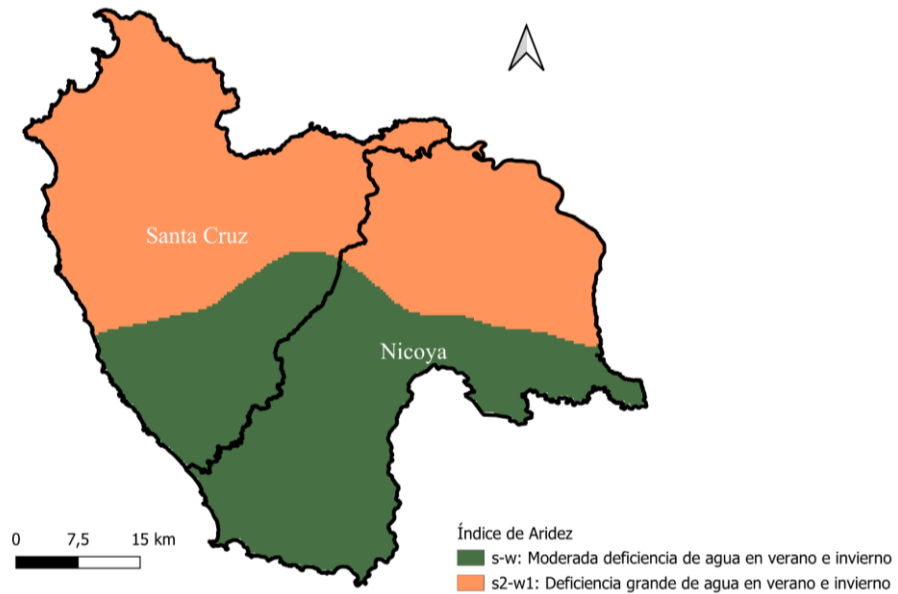 Santa Cruz
Nicoya
0 7,5 15 km
Índice de Aridez
s-w: Moderada deficiencia de agua en verano e invierno
s2-w1: Deficiencia grande de agua en verano e invierno